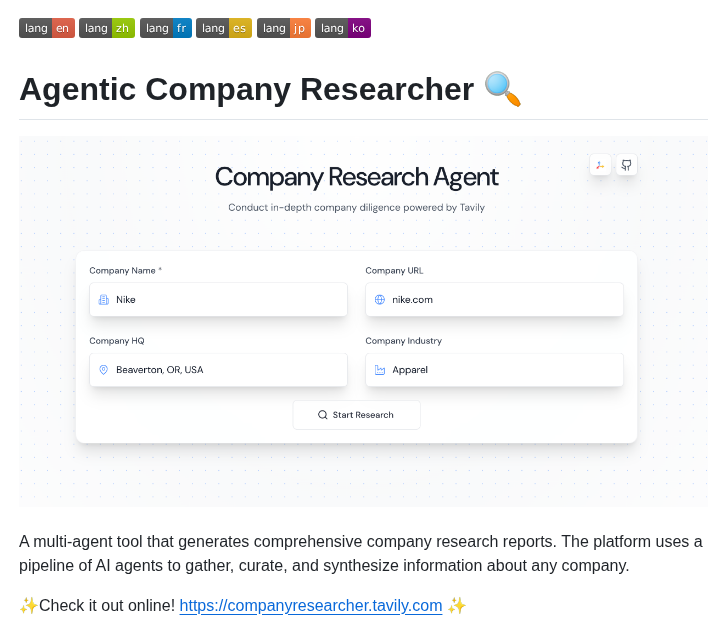 lang en lang zh lang fr lang es lang jp lang ko
Agentic Company Researcher 🔍
Company Research Agent
Conduct in-depth company diligence powered by Tavily
Company Name * Company URL
Nike nike.com
Company HQ Company Industry
Beaverton, OR, USA Apparel
Start Research
A multi-agent tool that generates comprehensive company research reports. The platform uses a
pipeline of AI agents to gather, curate, and synthesize information about any company.
✨Check it out online! https://companyresearcher.tavily.com ✨